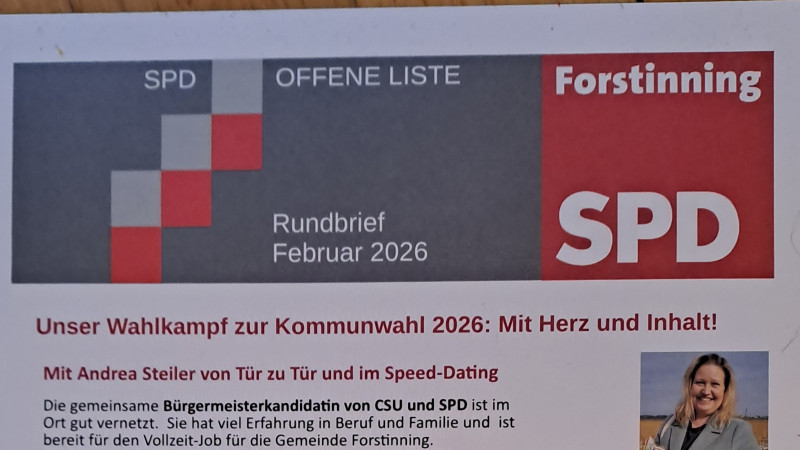 SPD OFFENE LISTE
Forstinning
SPD
Rundbrief
Februar 2026
Unser Wahlkampf zur Kommunwahl 2026: Mit Herz und Inhalt!
Mit Andrea Steiler von Tür zu Tür und im Speed-Dating
Die gemeinsame Bürgermeisterkandidatin von CSU und SPD ist im
Ort gut vernetzt. Sie hat viel Erfahrung in Beruf und Familie und ist
bereit für den Vollzeit-Job für die Gemeinde Forstinning.